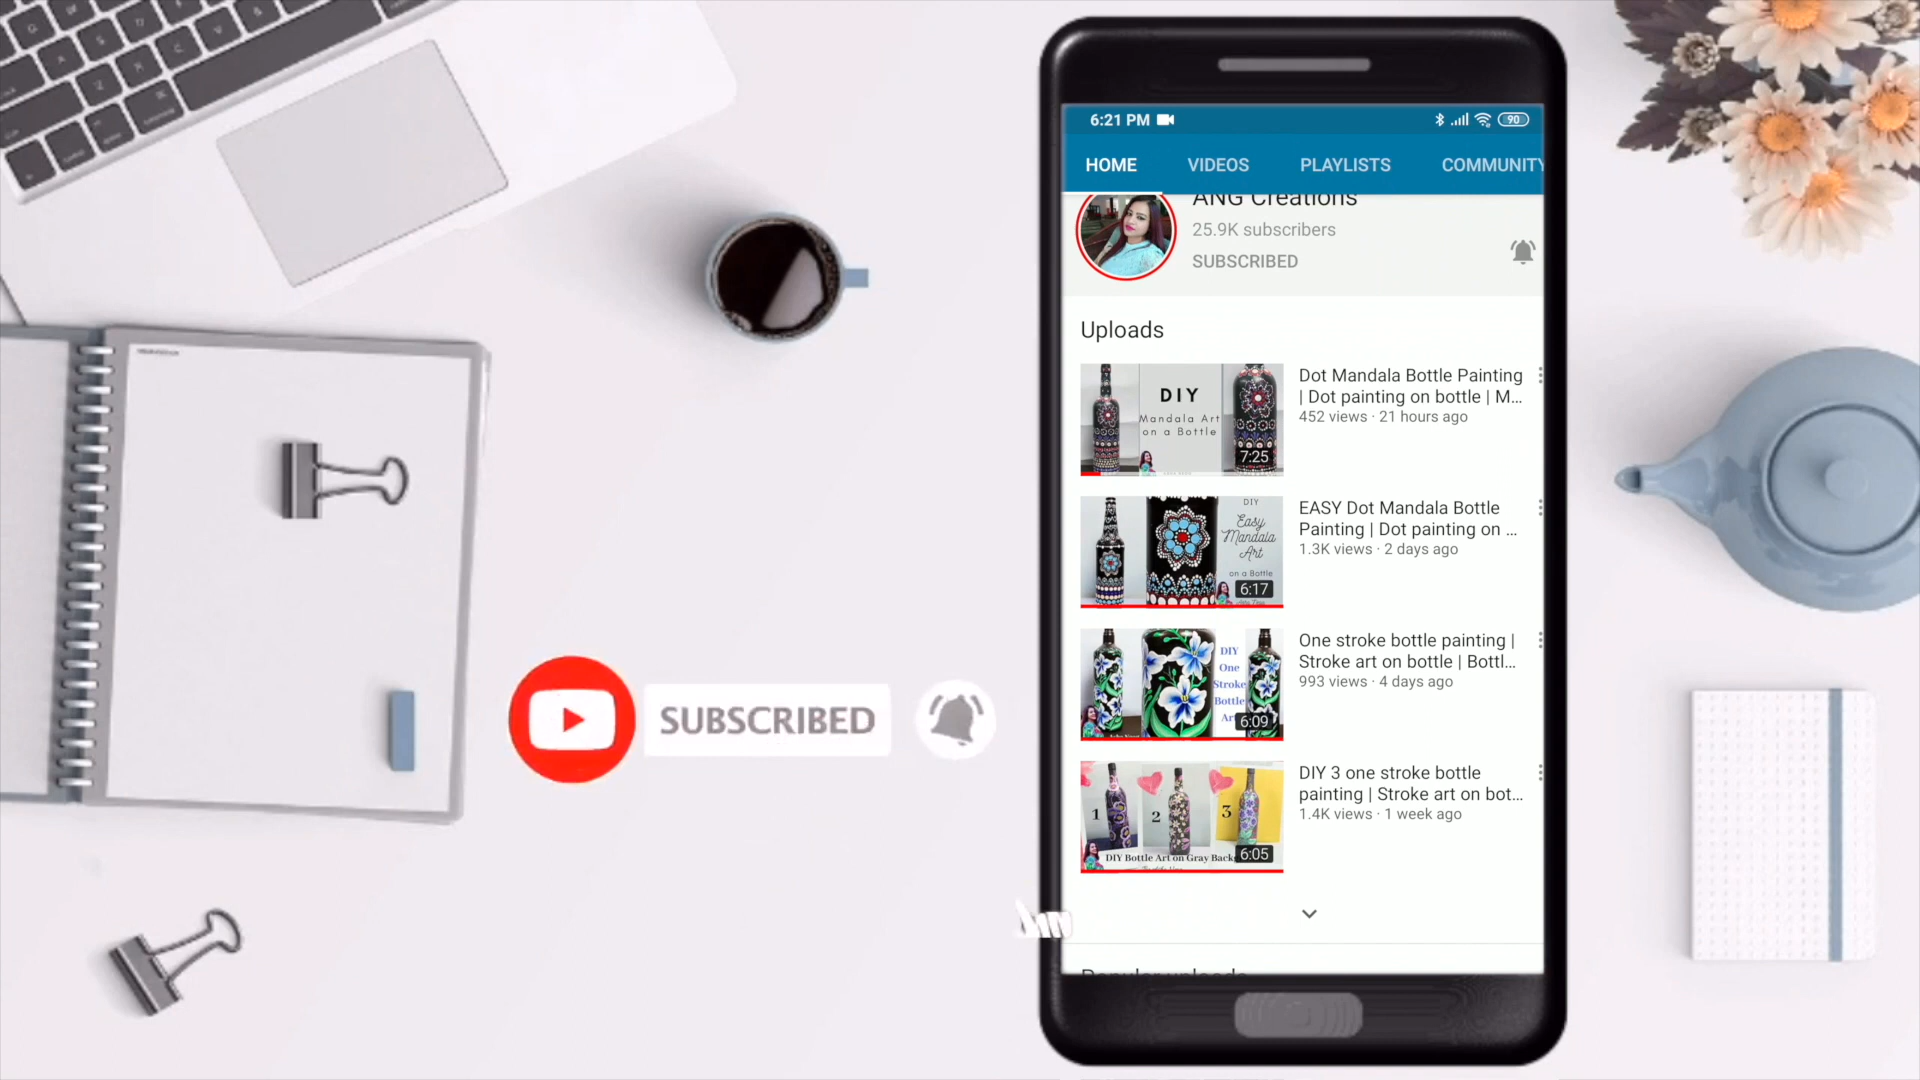 6:21 PM
90
HOME VIDEOS PLAYLISTS COMMUNITY
ANG Creations
25.9K subscribers
SUBSCRIBED
Uploads
DIY
Mandala Art
on a Bottle
7:25
Dot Mandala Bottle Painting
| Dot painting on bottle | M...
452 views · 21 hours ago
DIY
Easy
Mandala
Art
on a Bottle
6:17
EASY Dot Mandala Bottle
Painting | Dot painting on ...
1.3K views · 2 days ago
DIY
One
Stroke
Bottle
Art
6:09
One stroke bottle painting |
Stroke art on bottle | Bottl...
993 views · 4 days ago
1 2 3
DIY Bottle Art on Gray
6:05
DIY 3 one stroke bottle
painting | Stroke art on bot...
1.4K views · 1 week ago
Popular uploads
SUBSCRIBED